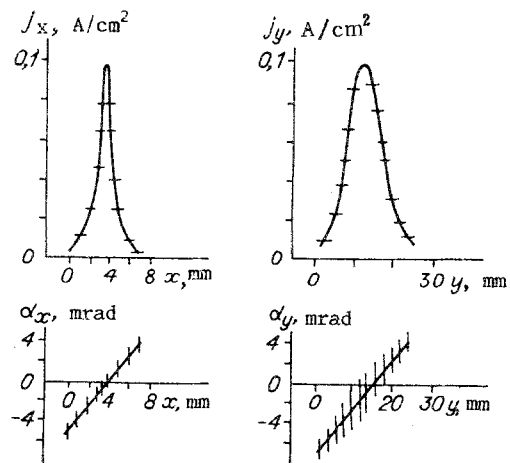 jx, A/cm²
0,1
0
0 4 8 x, mm
jy, A/cm²
0,1
0
0 30 y, mm
αx, mrad
4
0
-4
0 4 8 x, mm
αy, mrad
4
0
-4
0 20 30 y, mm